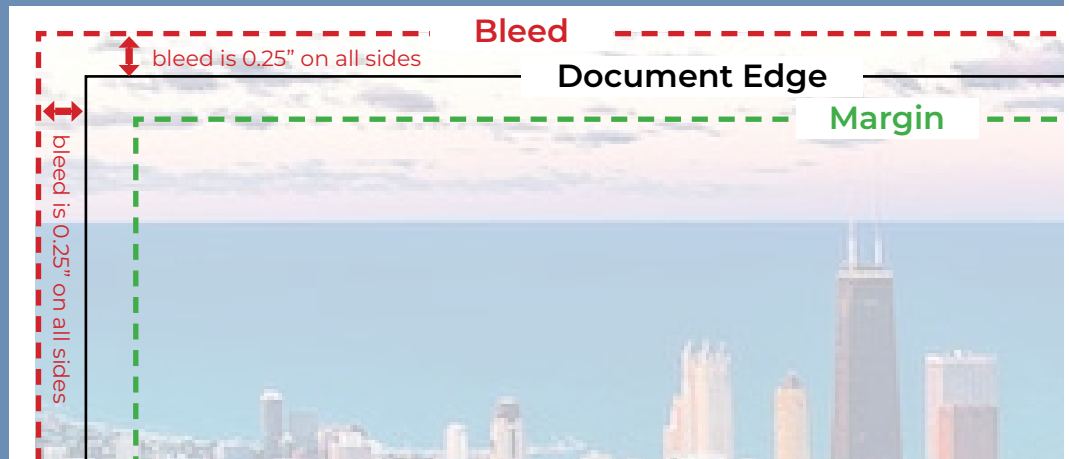 Bleed
bleed is 0.25” on all sides
Document Edge
Margin
bleed is 0.25” on all sides